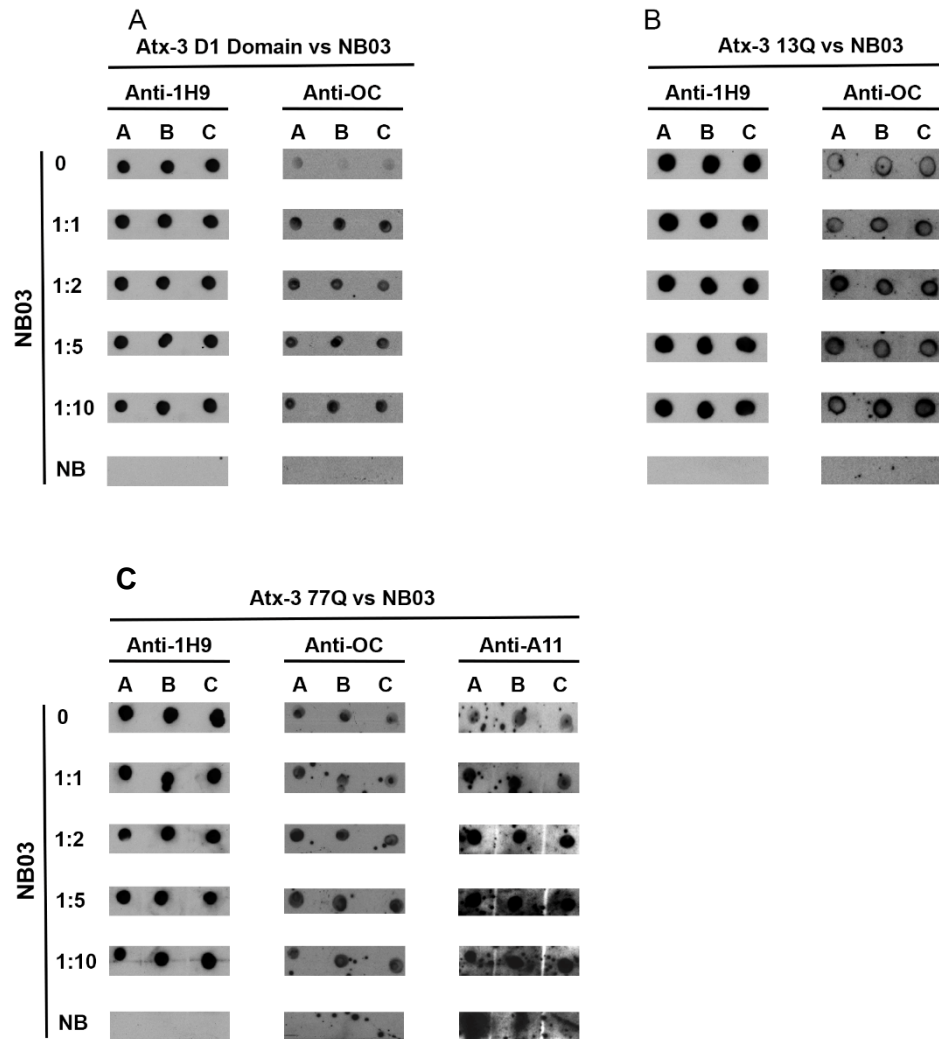 A
Atx-3 D1 Domain vs NB03
Anti-1H9 Anti-OC
A B C A B C
NB03
0
1:1
1:2
1:5
1:10
NB
B
Atx-3 13Q vs NB03
Anti-1H9 Anti-OC
A B C A B C
C
Atx-3 77Q vs NB03
Anti-1H9 Anti-OC Anti-A11
A B C A B C A B C
NB03
0
1:1
1:2
1:5
1:10
NB